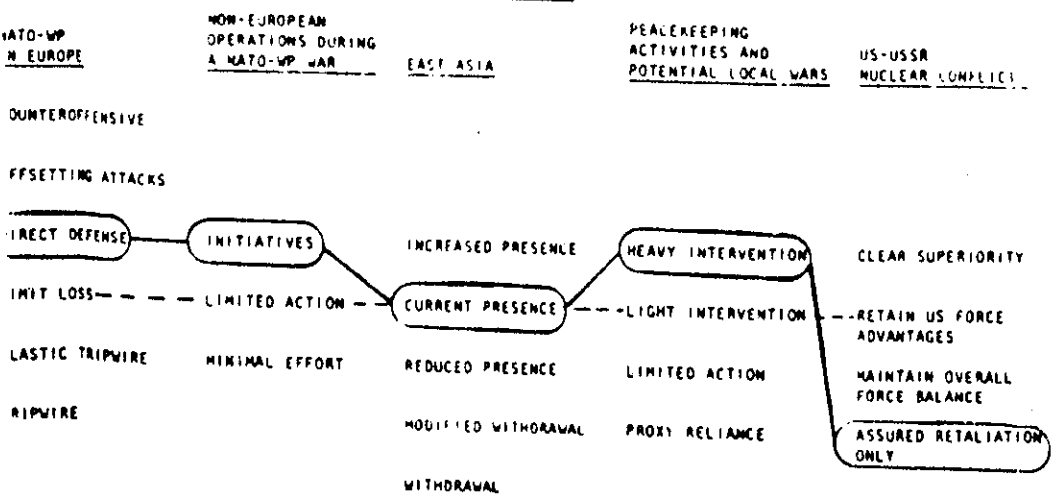 NATO-WP
N EUROPE
NON-EUROPEAN
OPERATIONS DURING
A NATO-WP WAR
EAST ASIA
PEACEKEEPING
ACTIVITIES AND
POTENTIAL LOCAL WARS
US-USSR
NUCLEAR CONFLICT
OUNTEROFFENSIVE
FFSETTING ATTACKS
IRECT DEFENSE
INITIATIVES
INCREASED PRESENCE
HEAVY INTERVENTION
CLEAR SUPERIORITY
IMIT LOSS
LIMITED ACTION
CURRENT PRESENCE
LIGHT INTERVENTION
RETAIN US FORCE
ADVANTAGES
LASTIC TRIPWIRE
MINIMAL EFFORT
REDUCED PRESENCE
LIMITED ACTION
MAINTAIN OVERALL
FORCE BALANCE
RIPWIRE
MODIFIED WITHDRAWAL
PROXY RELIANCE
ASSURED RETALIATION
ONLY
WITHDRAWAL